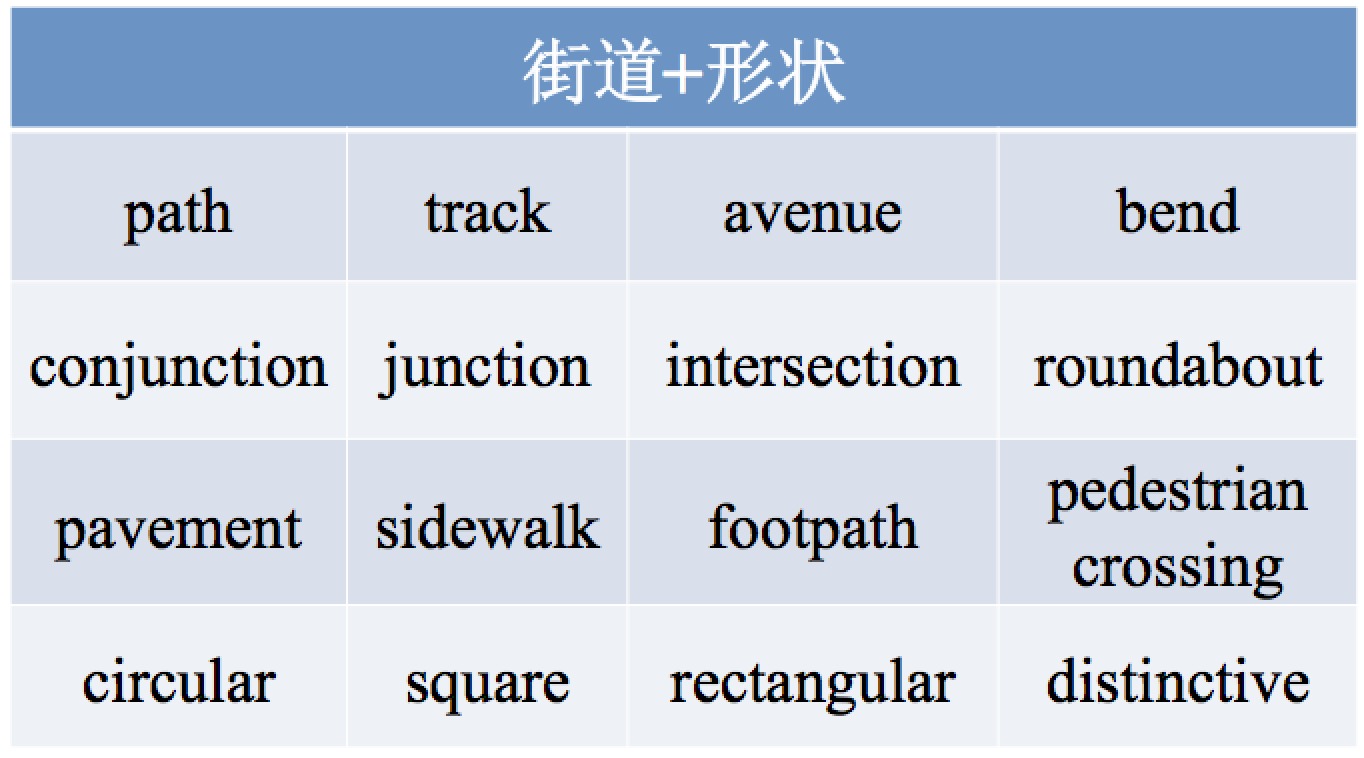 街道+形状
path track avenue bend
conjunction junction intersection roundabout
pavement sidewalk footpath pedestrian
crossing
circular square rectangular distinctive